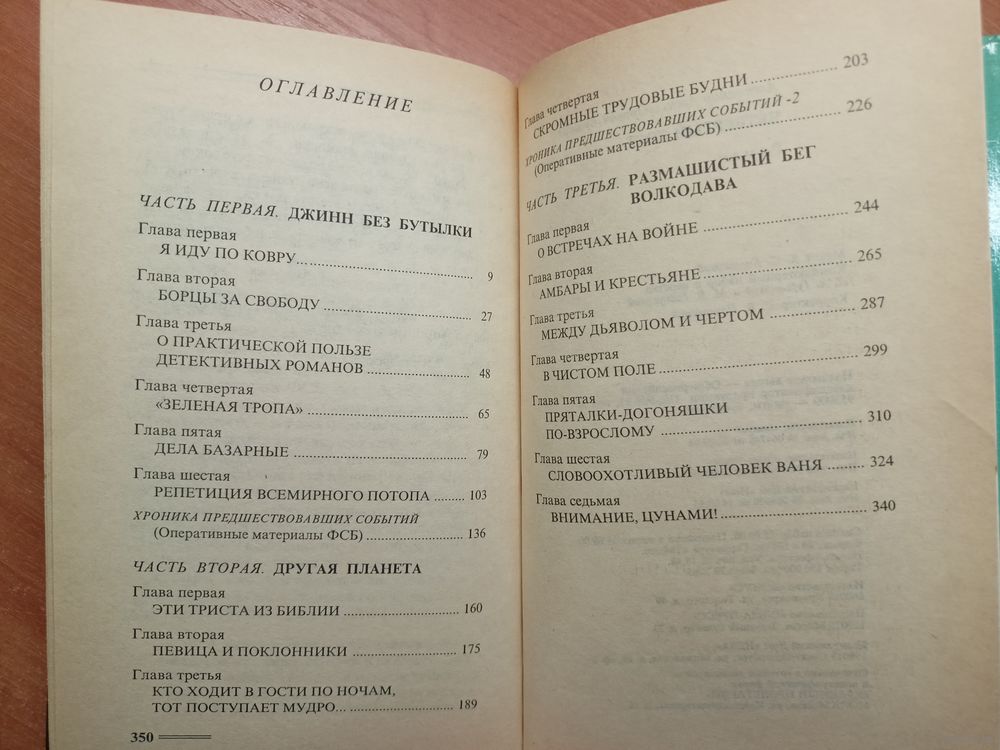 ОГЛАВЛЕНИЕ
ЧАСТЬ ПЕРВАЯ. ДЖИНН БЕЗ БУТЫЛКИ
Глава первая
Я ИДУ ПО КОВРУ... 9
Глава вторая
БОРЦЫ ЗА СВОБОДУ ... 27
Глава третья
О ПРАКТИЧЕСКОЙ ПОЛЬЗЕ
ДЕТЕКТИВНЫХ РОМАНОВ ... 48
Глава четвертая
«ЗЕЛЕНАЯ ТРОПА» ... 65
Глава пятая
ДЕЛА БАЗАРНЫЕ ... 79
Глава шестая
РЕПЕТИЦИЯ ВСЕМИРНОГО ПОТОПА ... 103
ХРОНИКА ПРЕДШЕСТВОВАВШИХ СОБЫТИЙ
(Оперативные материалы ФСБ) ... 136
ЧАСТЬ ВТОРАЯ. ДРУГАЯ ПЛАНЕТА
Глава первая
ЭТИ ТРИСТА ИЗ БИБЛИИ ... 160
Глава вторая
ПЕВИЦА И ПОКЛОННИКИ ... 175
Глава третья
КТО ХОДИТ В ГОСТИ ПО НОЧАМ,
ТОТ ПОСТУПАЕТ МУДРО... ... 189
350
Глава четвертая
СКРОМНЫЕ ТРУДОВЫЕ БУДНИ ... 203
ХРОНИКА ПРЕДШЕСТВОВАВШИХ СОБЫТИЙ -2
(Оперативные материалы ФСБ) ... 226
ЧАСТЬ ТРЕТЬЯ. РАЗМАШИСТЫЙ БЕГ
ВОЛКОДАВА
Глава первая
О ВСТРЕЧАХ НА ВОЙНЕ ... 244
Глава вторая
АМБАРЫ И КРЕСТЬЯНЕ ... 265
Глава третья
МЕЖДУ ДЬЯВОЛОМ И ЧЕРТОМ ... 287
Глава четвертая
В ЧИСТОМ ПОЛЕ ... 299
Глава пятая
ПРЯТАЛКИ-ДОГОНЯШКИ
ПО-ВЗРОСЛОМУ ... 310
Глава шестая
СЛОВООХОТЛИВЫЙ ЧЕЛОВЕК ВАНЯ ... 324
Глава седьмая
ВНИМАНИЕ, ЦУНАМИ! ... 340